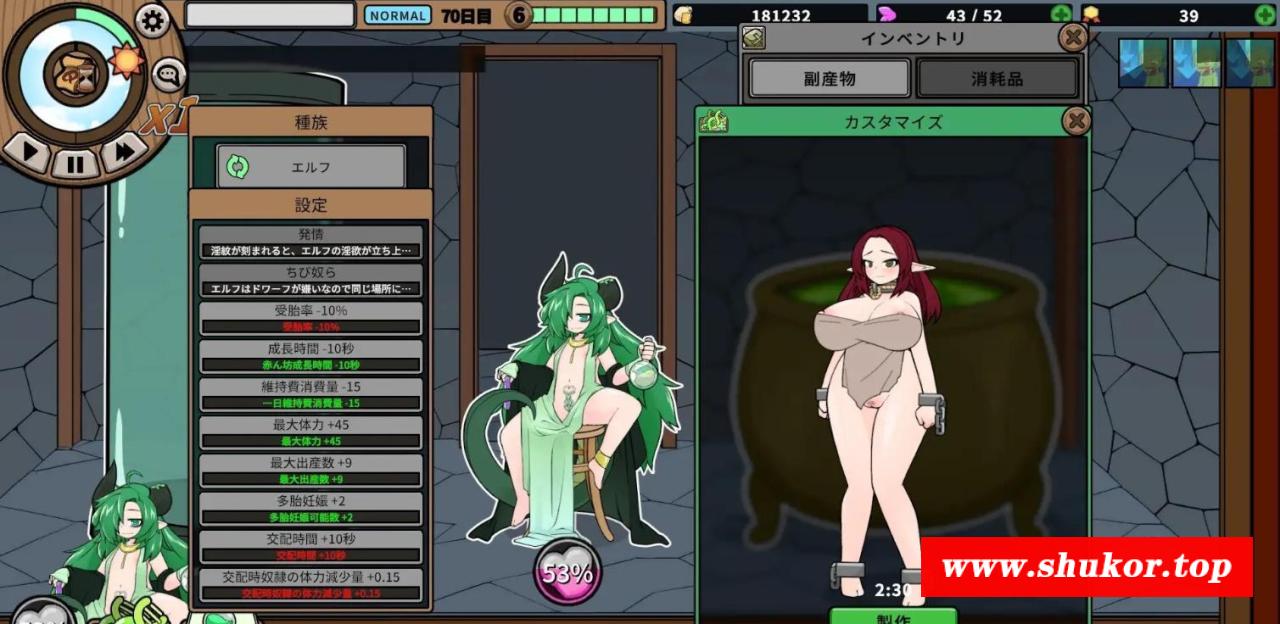 NORMAL 70日目 6
181232
43 / 52
39
インベントリ
副産物
消耗品
x1
種族
エルフ
設定
発情
淫紋が刻まれると、エルフの淫欲が立ち上…
ちび奴ら
エルフはドワーフが嫌いなので同じ場所に…
受胎率 -10%
受胎率 -10%
成長時間 -10秒
赤ん坊成長時間 -10秒
維持費消費量 -15
一日維持費消費量 -15
最大体力 +45
最大体力 +45
最大出産数 +9
最大出産数 +9
多胎妊娠 +2
多胎妊娠可能数 +2
交配時間 +10秒
交配時間 +10秒
交配時奴隷の体力減少量 +0.15
交配時奴隷の体力減少量 +0.15
53%
カスタマイズ
2:30
製作
www.shukor.top